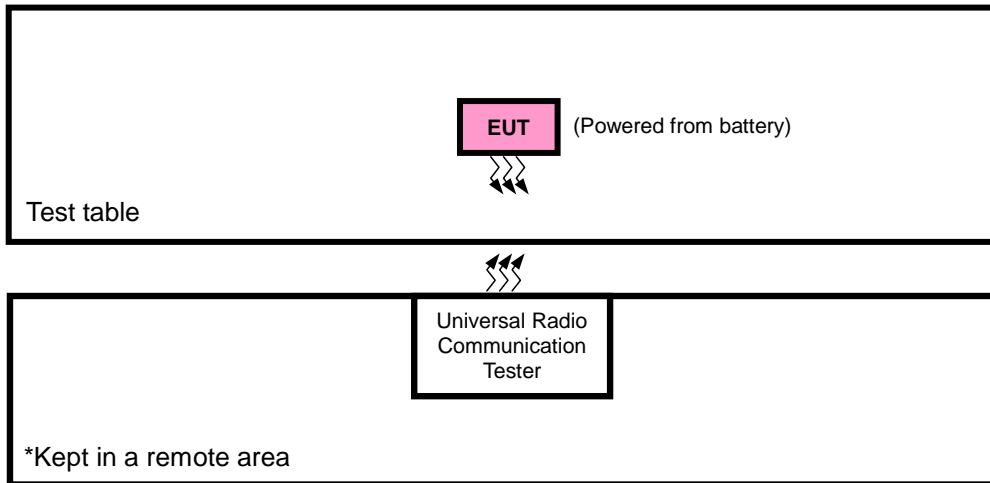 EUT
(Powered from battery)
Test table
Universal Radio
Communication
Tester
*Kept in a remote area